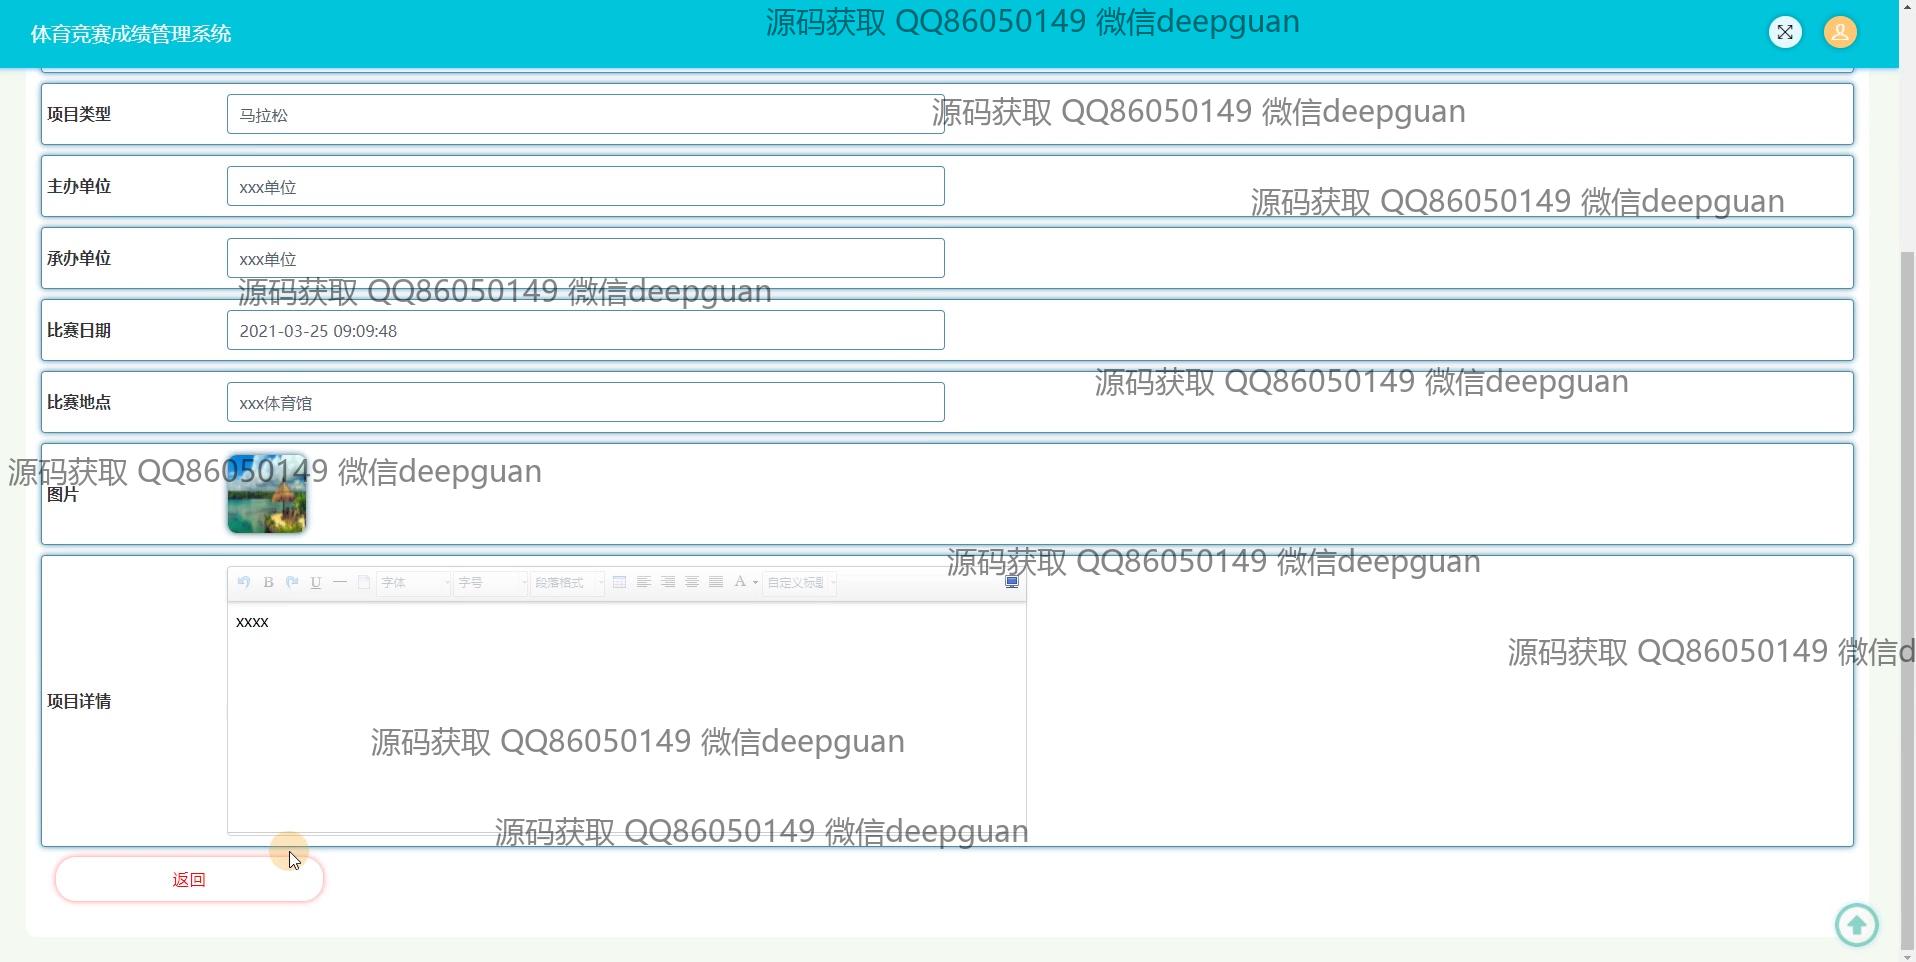 体育竞赛成绩管理系统
源码获取 QQ86050149 微信deepguan
项目类型
马拉松
源码获取 QQ86050149 微信deepguan
主办单位
xxx单位
源码获取 QQ86050149 微信deepguan
承办单位
xxx单位
源码获取 QQ86050149 微信deepguan
比赛日期
2021-03-25 09:09:48
比赛地点
xxx体育馆
源码获取 QQ86050149 微信deepguan
源码获取 QQ86050149 微信deepguan
图片
源码获取 QQ86050149 微信deepguan
B U 字体 字号 段落格式 A 自定义标题
xxxx
源码获取 QQ86050149 微信d
项目详情
源码获取 QQ86050149 微信deepguan
源码获取 QQ86050149 微信deepguan
返回